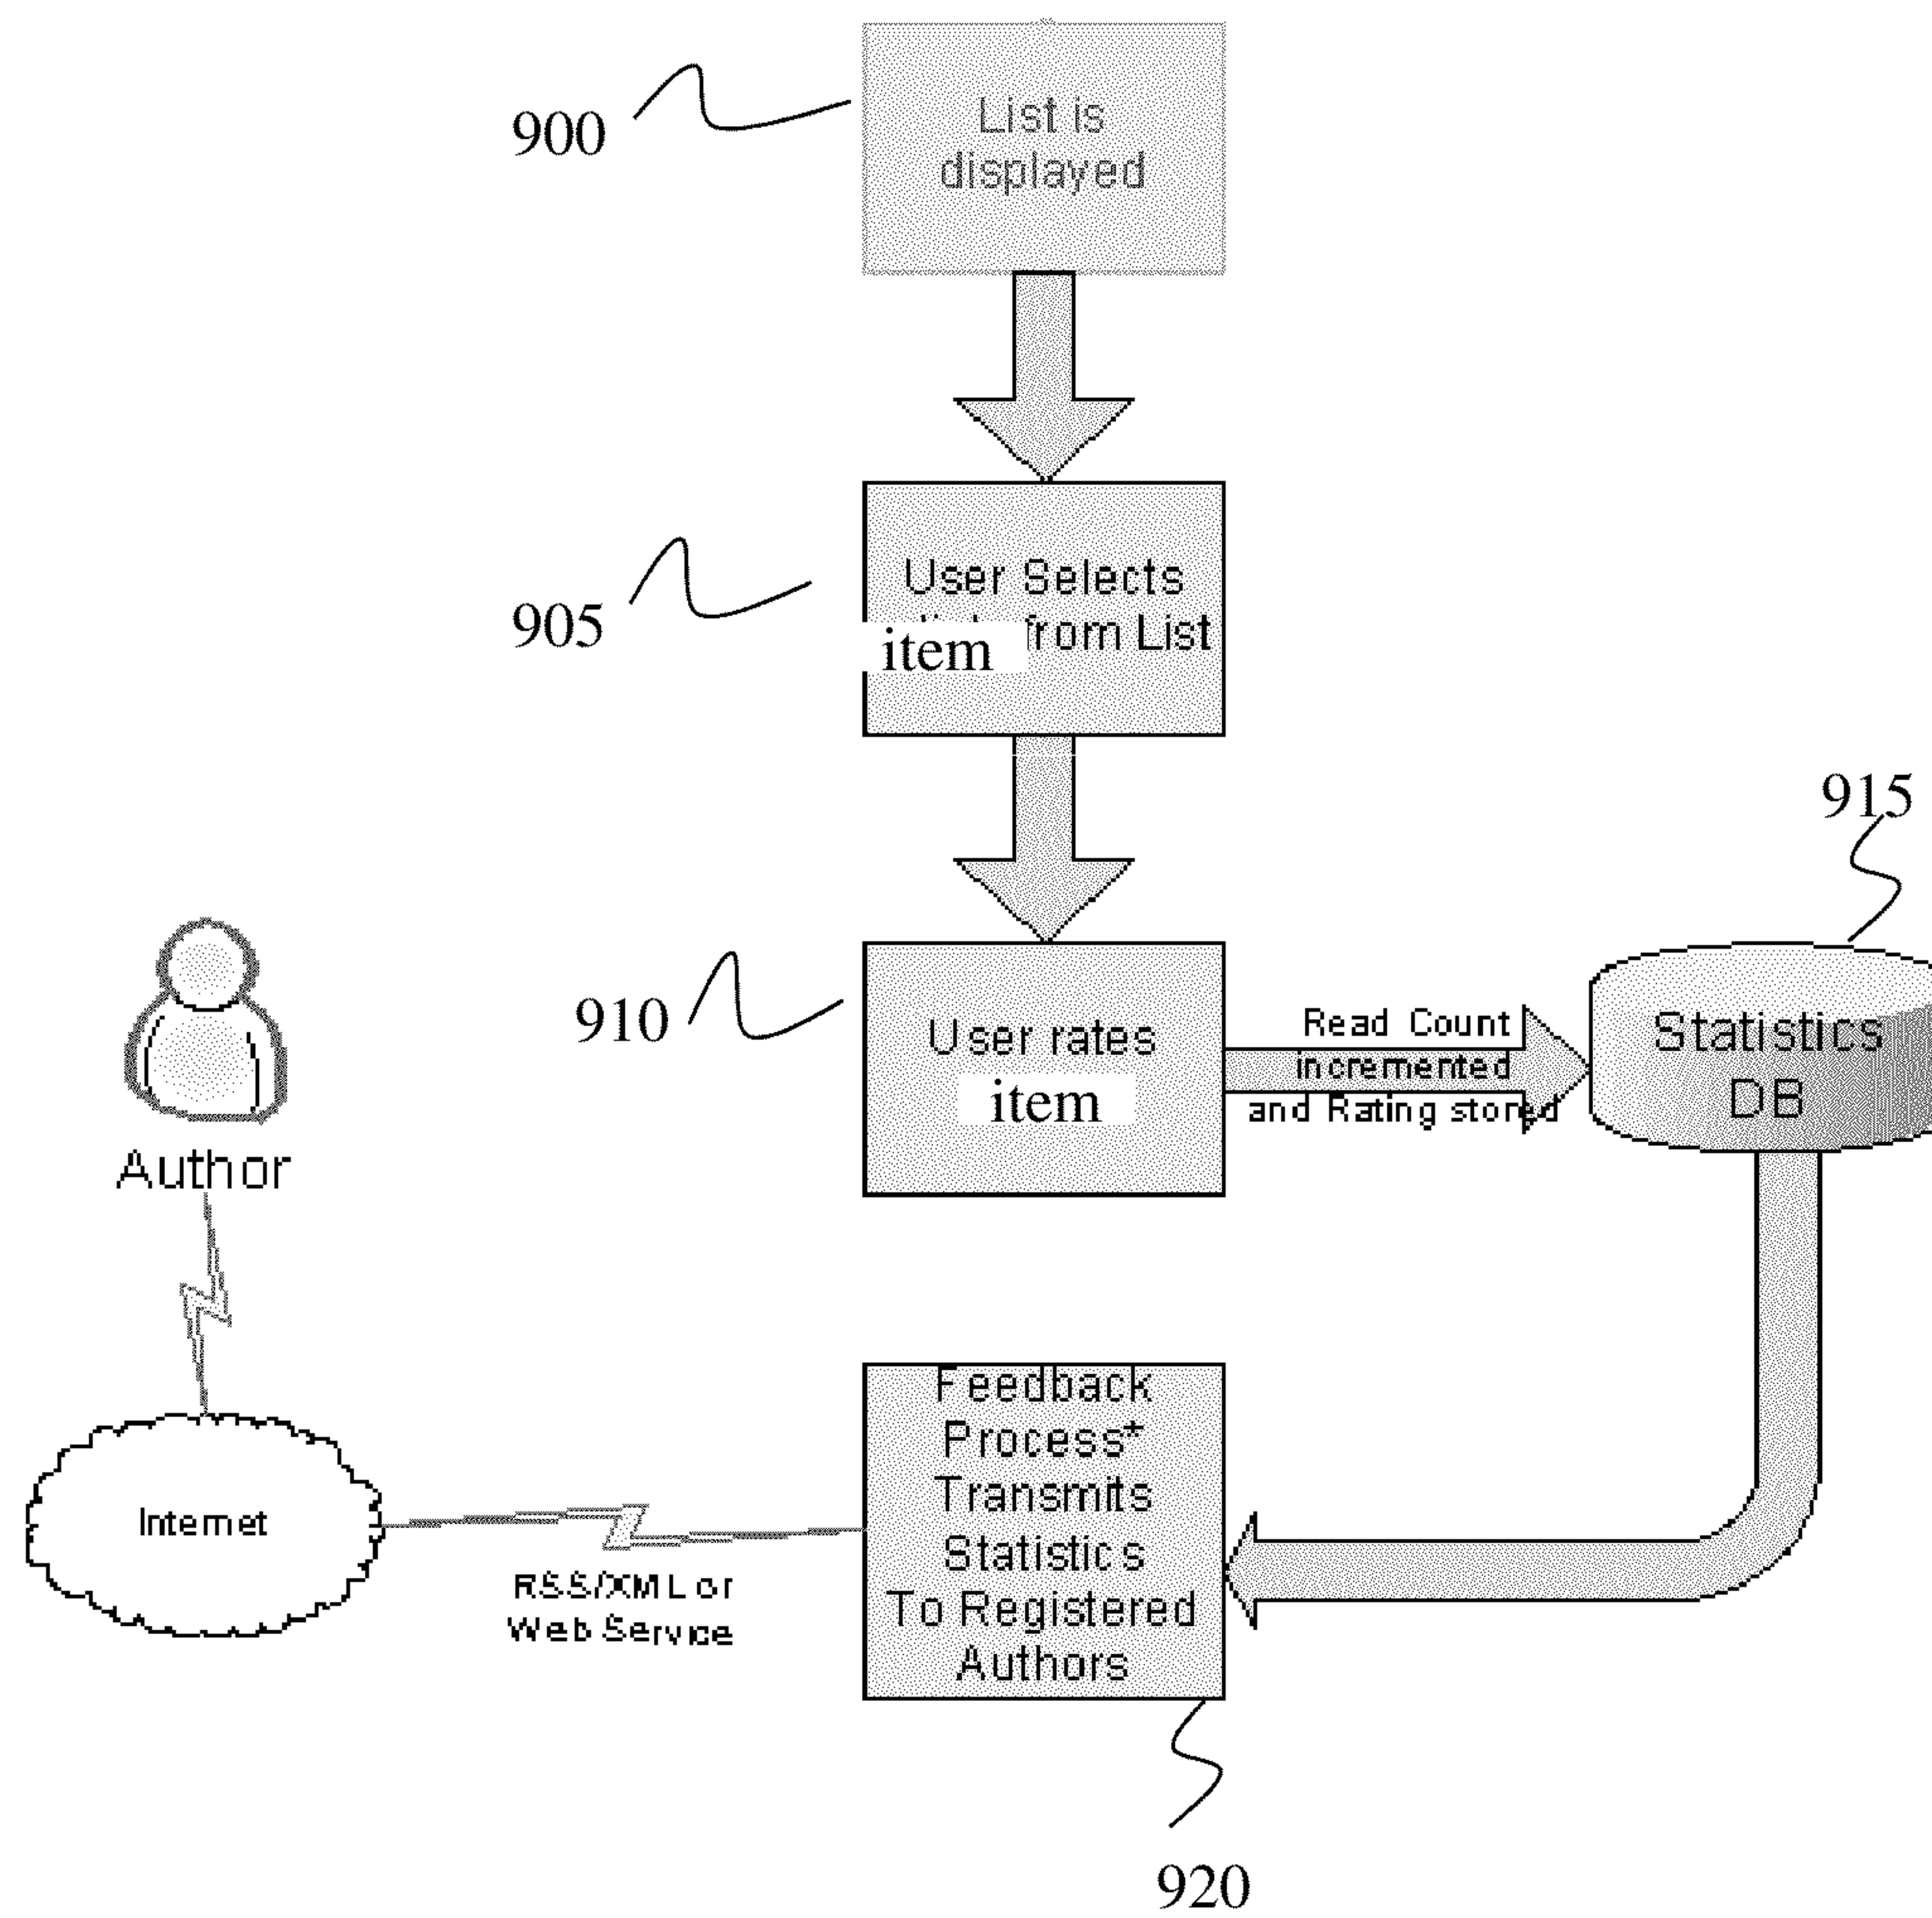 900
List is
displayed
905
User Selects
item from List
915
910
User rates
item
Read Count
incremented
and Rating stored
Statistics
DB
Author
Feedback
Process*
Transmits
Statistics
To Registered
Authors
Internet
RSS/XML or
Web Service
920